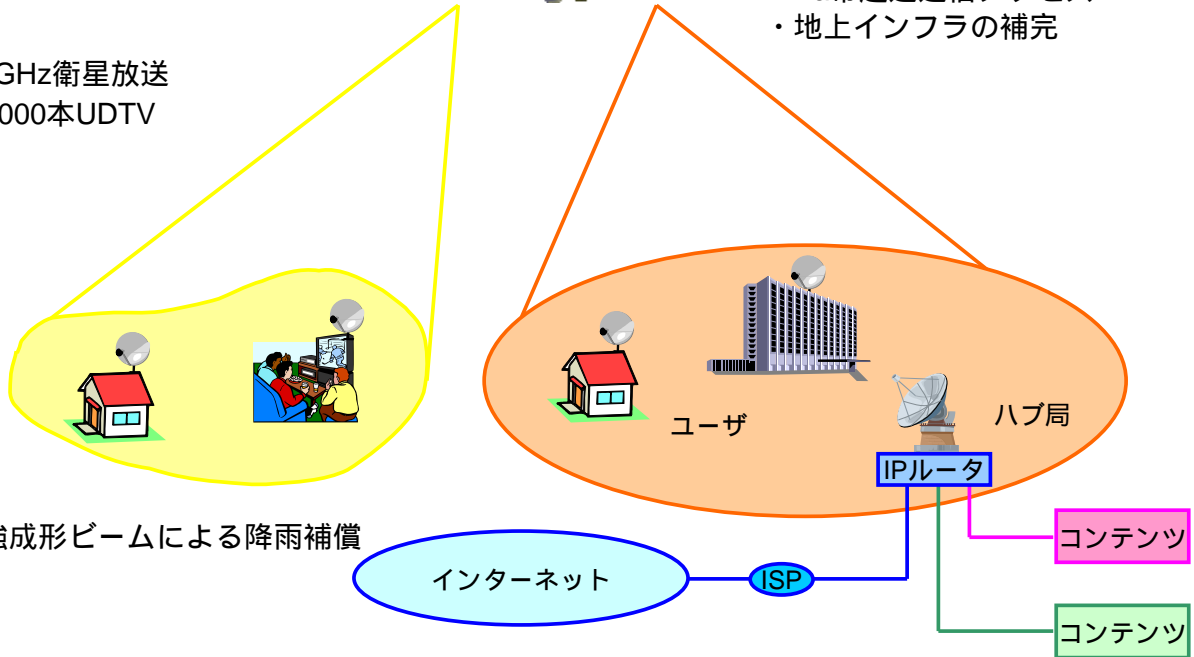 ・地上インフラの補完
GHz衛星放送
000本UDTV
ユーザ
ハブ局
IPルータ
成形ビームによる降雨補償
コンテンツ
インターネット
ISP
コンテンツ